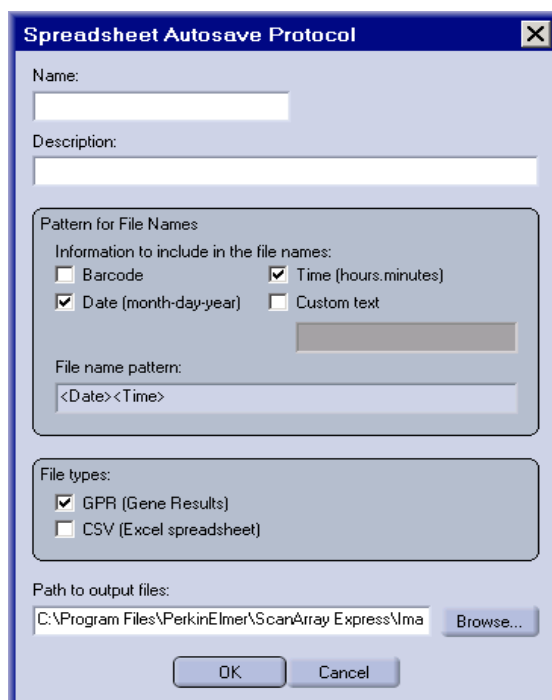 Spreadsheet Autosave Protocol
Name:
Description:
Pattern for File Names
Information to include in the file names:
Barcode
Time (hours.minutes)
Date (month-day-year)
Custom text
File name pattern:
<Date><Time>
File types:
GPR (Gene Results)
CSV (Excel spreadsheet)
Path to output files:
C:\Program Files\PerkinElmer\ScanArray Express\Ima
Browse...
OK
Cancel